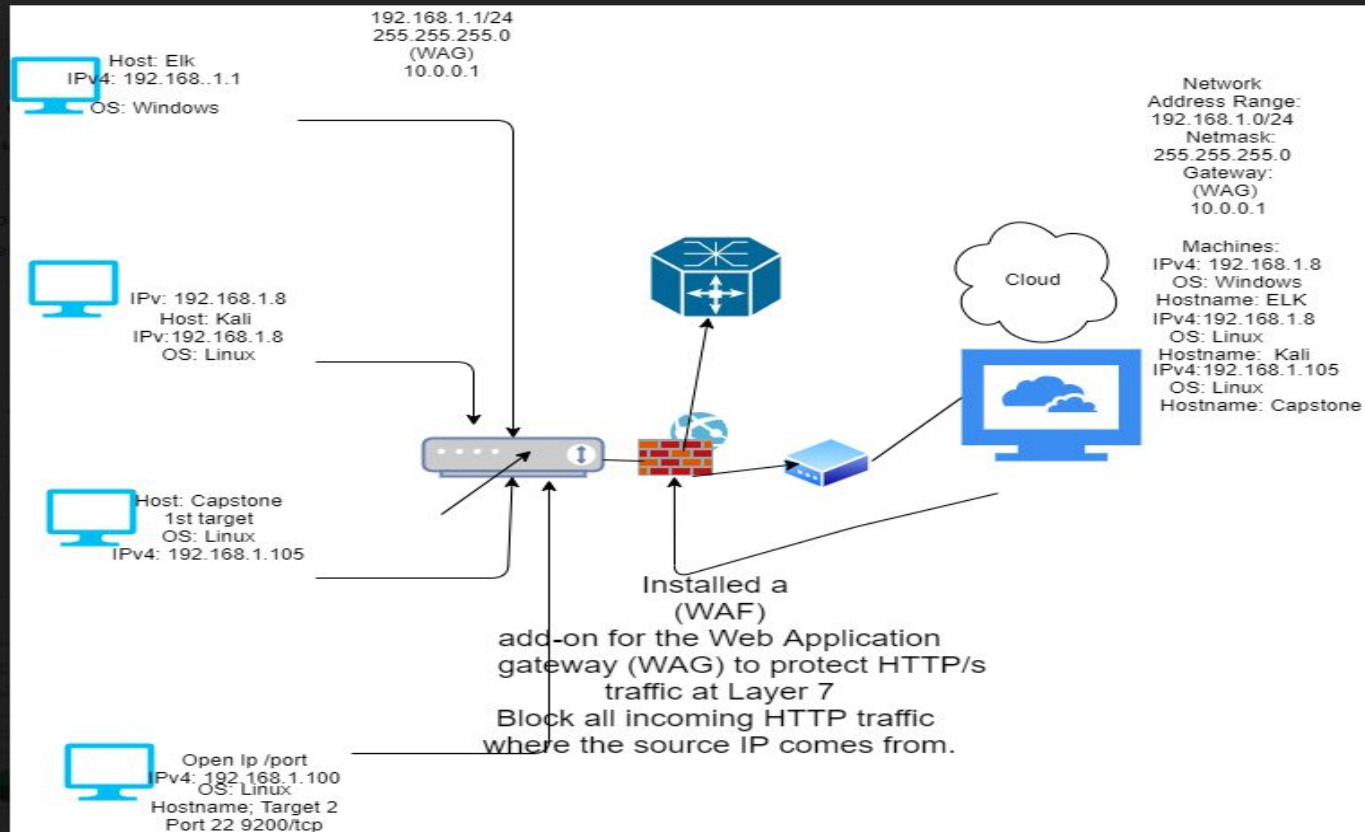 192.168.1.1/24
255.255.255.0
(WAG)
10.0.0.1
Host: Elk
IPv4: 192.168..1.1
OS: Windows
IPv: 192.168.1.8
Host: Kali
IPv:192.168.1.8
OS: Linux
Host: Capstone
1st target
OS: Linux
IPv4: 192.168.1.105
Open Ip /port
IPv4: 192.168.1.100
OS: Linux
Hostname; Target 2
Port 22 9200/tcp
Installed a
(WAF)
add-on for the Web Application
gateway (WAG) to protect HTTP/s
traffic at Layer 7
Block all incoming HTTP traffic
where the source IP comes from.
Cloud
Network
Address Range:
192.168.1.0/24
Netmask:
255.255.255.0
Gateway:
(WAG)
10.0.0.1
Machines:
IPv4: 192.168.1.8
OS: Windows
Hostname: ELK
IPv4:192.168.1.8
OS: Linux
Hostname: Kali
IPv4:192.168.1.105
OS: Linux
Hostname: Capstone